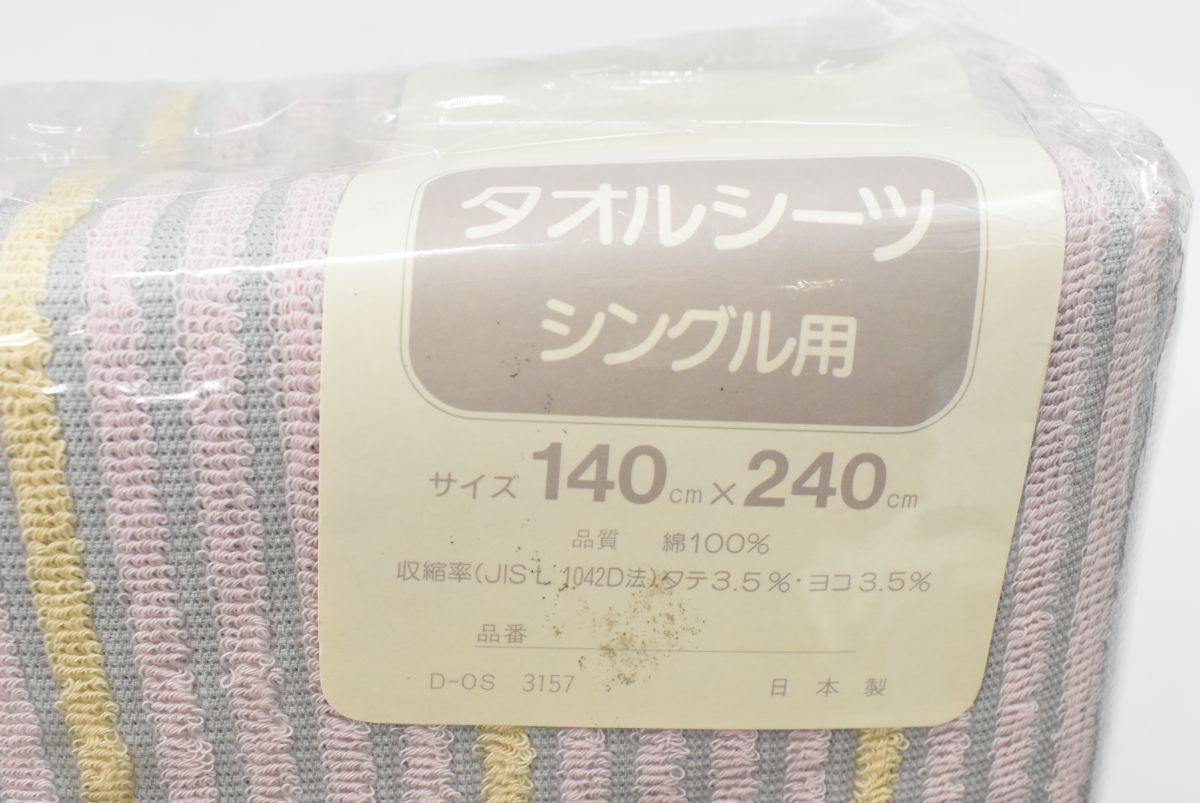 タオルシーツ
シングル用
サイズ 140cm×240cm
品質 綿100%
収縮率(JIS L 1042D法)タテ3.5%・ヨコ3.5%
品番
D-OS 3157 日本製